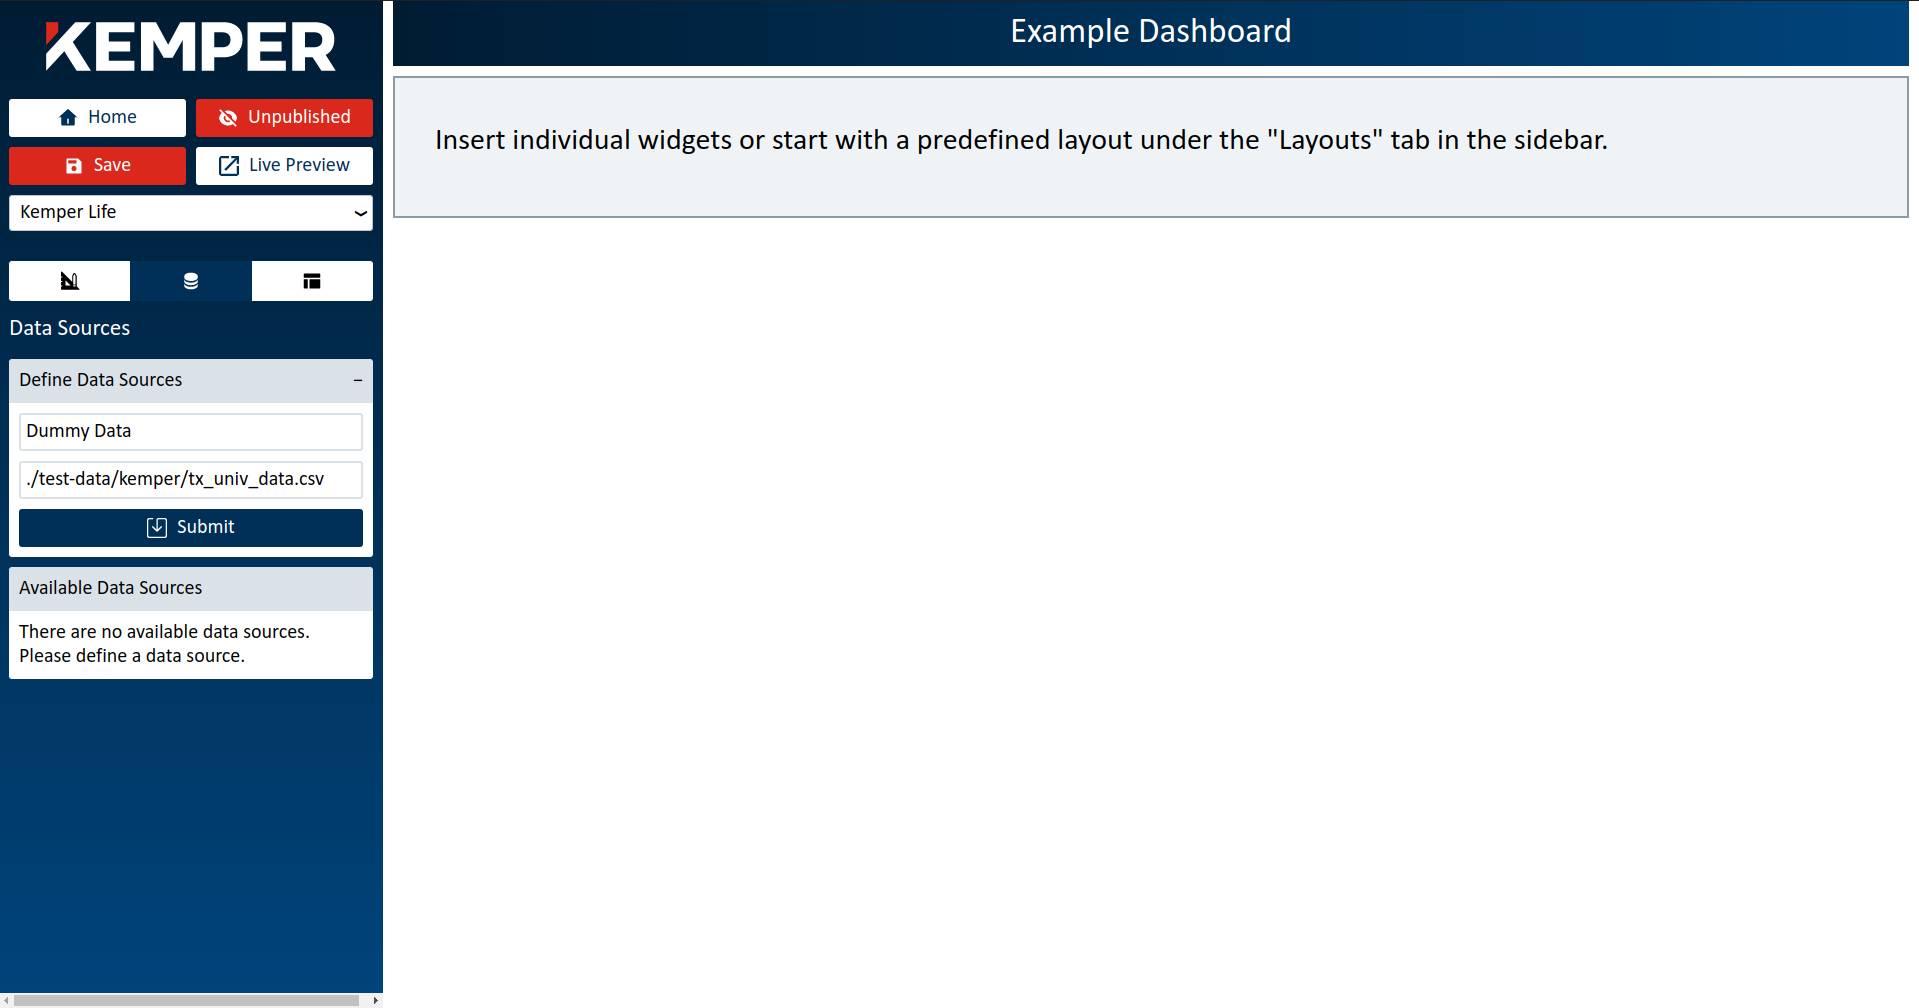 KEMPER
Home
Unpublished
Save
Live Preview
Kemper Life
Data Sources
Define Data Sources
Dummy Data
./test-data/kemper/tx_univ_data.csv
Submit
Available Data Sources
There are no available data sources.
Please define a data source.
Example Dashboard
Insert individual widgets or start with a predefined layout under the "Layouts" tab in the sidebar.